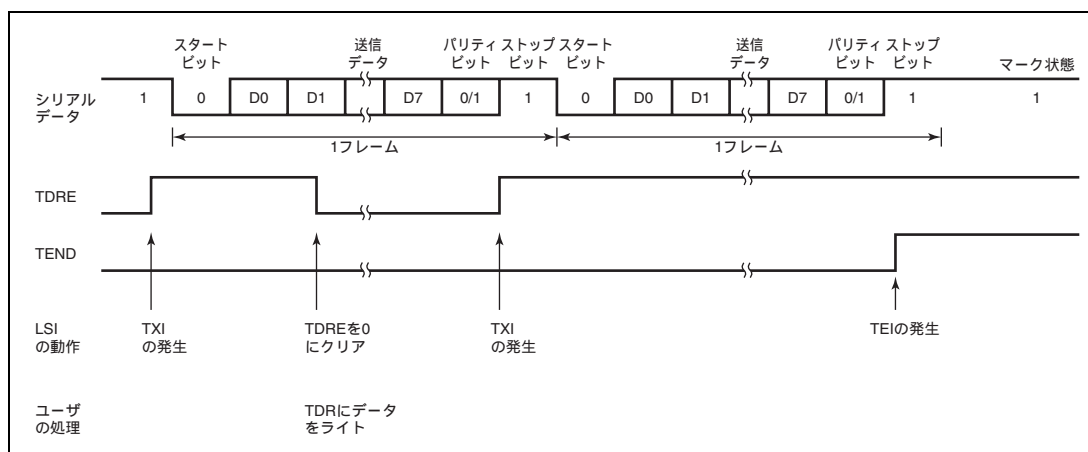 スタート
ビット
送信
データ
パリティ
ビット
ストップ
ビット
スタート
ビット
送信
データ
パリティ
ビット
ストップ
ビット
マーク状態
シリアル
データ
1 0 D0 D1 D7 0/1 1 0 D0 D1 D7 0/1 1 1
1フレーム 1フレーム
TDRE
TEND
LSI
の動作
TXI
の発生
TDREを0
にクリア
TXI
の発生
TEIの発生
ユーザ
の処理
TDRにデータ
をライト